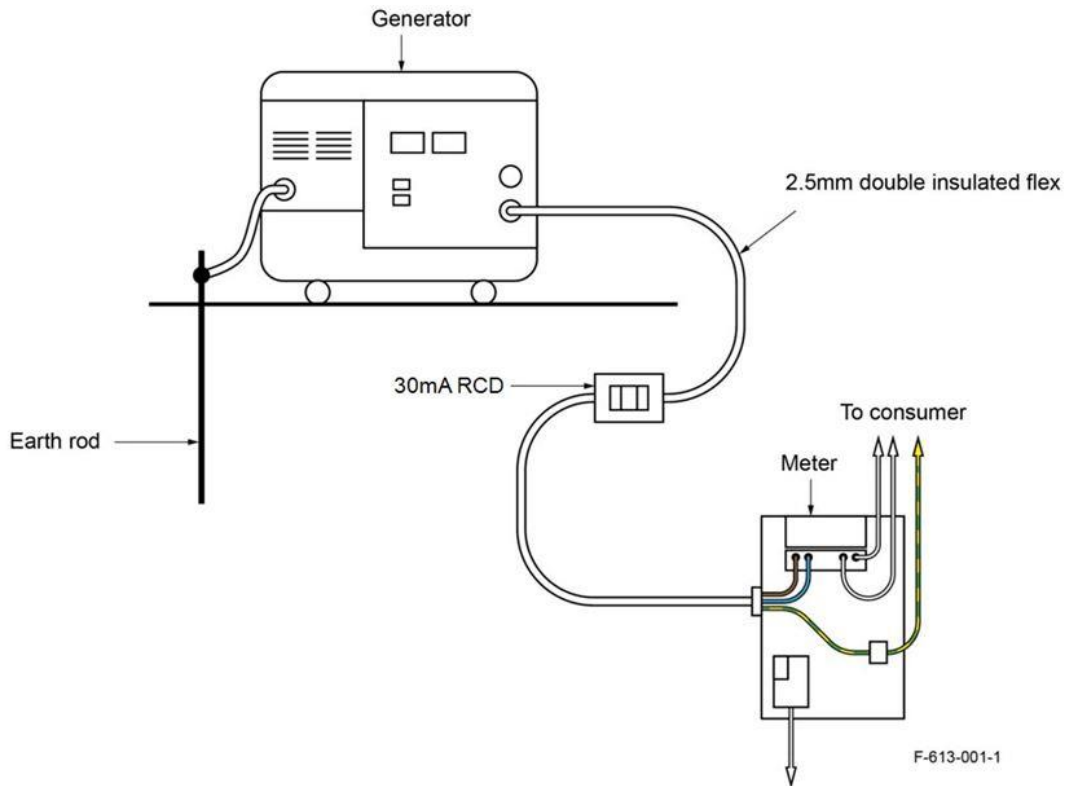 Generator
2.5mm double insulated flex
30mA RCD
To consumer
Earth rod
Meter
F-613-001-1